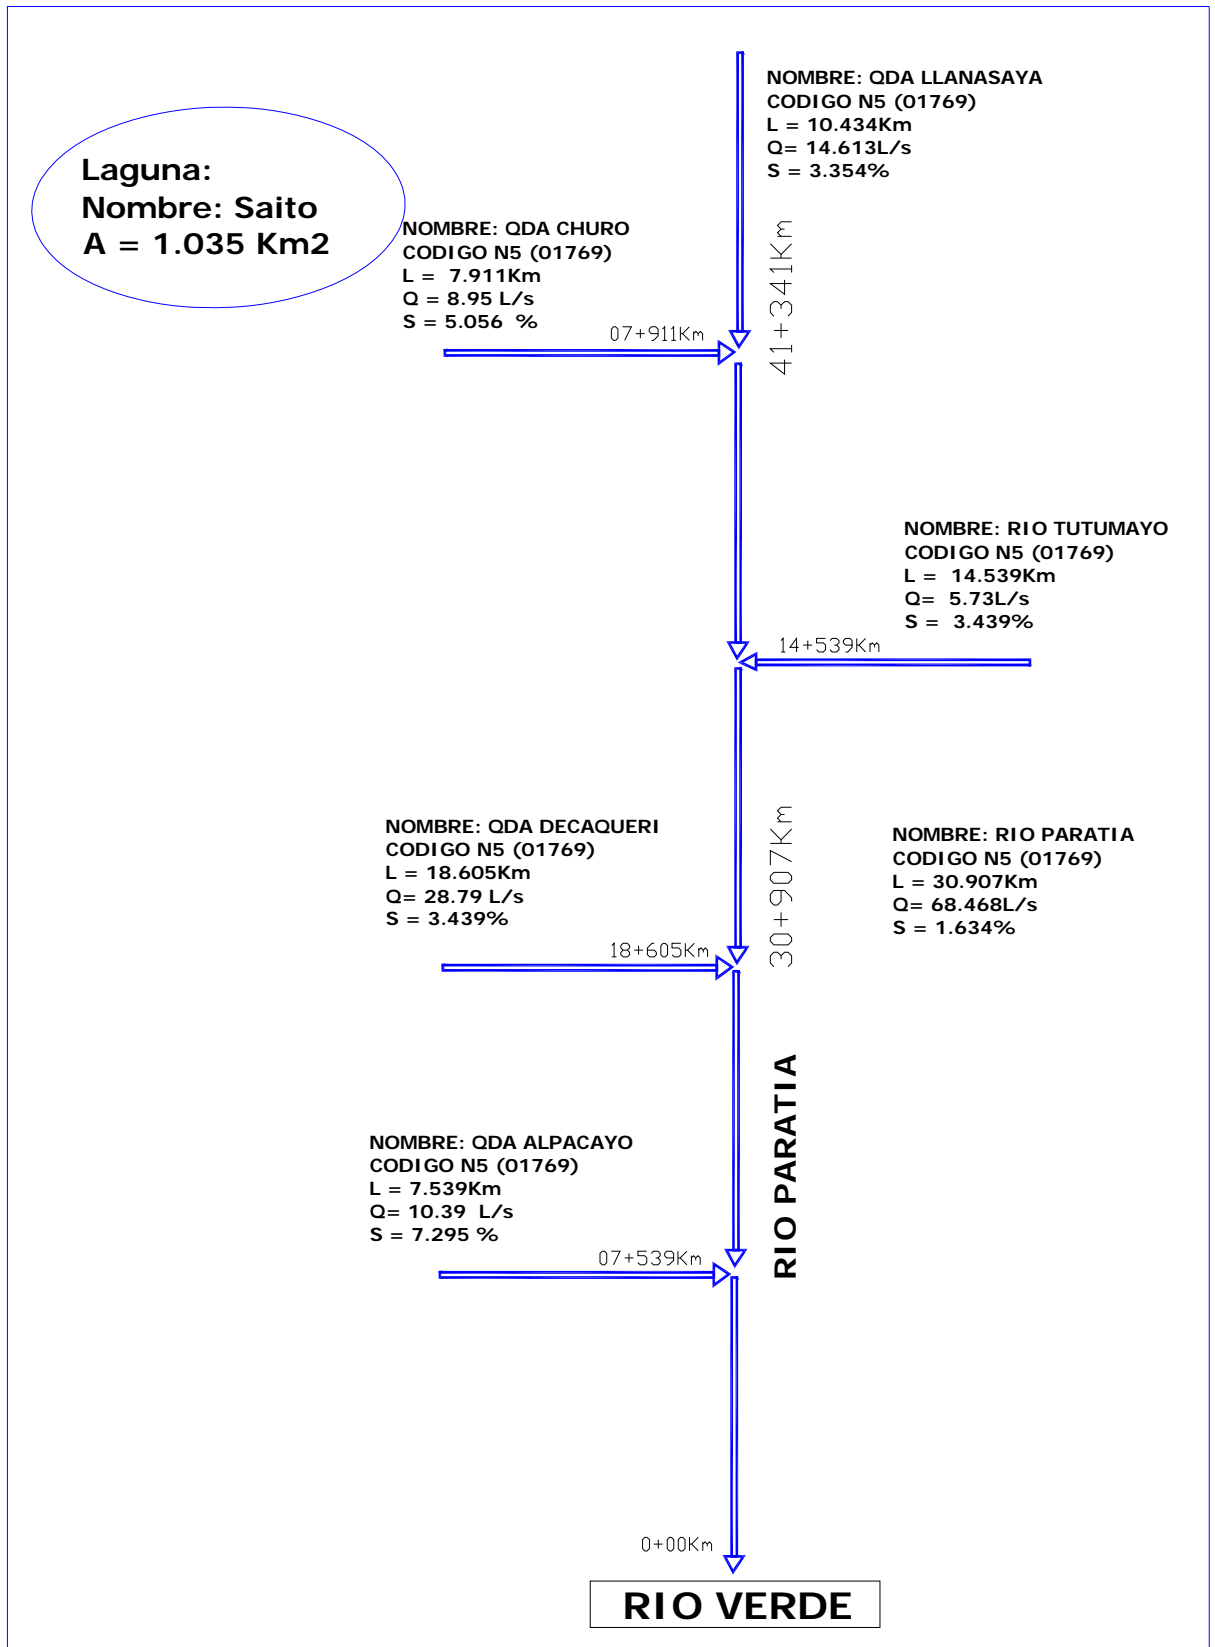 NOMBRE: QDA LLANASAYA
CODIGO N5 (01769)
L = 10.434Km
Q= 14.613L/s
S = 3.354%
Laguna:
Nombre: Saito
A = 1.035 Km2
NOMBRE: QDA CHURO
CODIGO N5 (01769)
L =  7.911Km
Q = 8.95 L/s
S = 5.056  %
07+911Km
41+341Km
NOMBRE: RIO TUTUMAYO
CODIGO N5 (01769)
L =  14.539Km
Q=  5.73L/s
S =  3.439%
14+539Km
NOMBRE: QDA DECAQUERI
CODIGO N5 (01769)
L = 18.605Km
Q= 28.79 L/s
S = 3.439%
18+605Km
30+907Km
NOMBRE: RIO PARATIA
CODIGO N5 (01769)
L = 30.907Km
Q= 68.468L/s
S = 1.634%
RIO PARATIA
NOMBRE: QDA ALPACAYO
CODIGO N5 (01769)
L = 7.539Km
Q= 10.39  L/s
S = 7.295 %
07+539Km
0+00Km
RIO VERDE